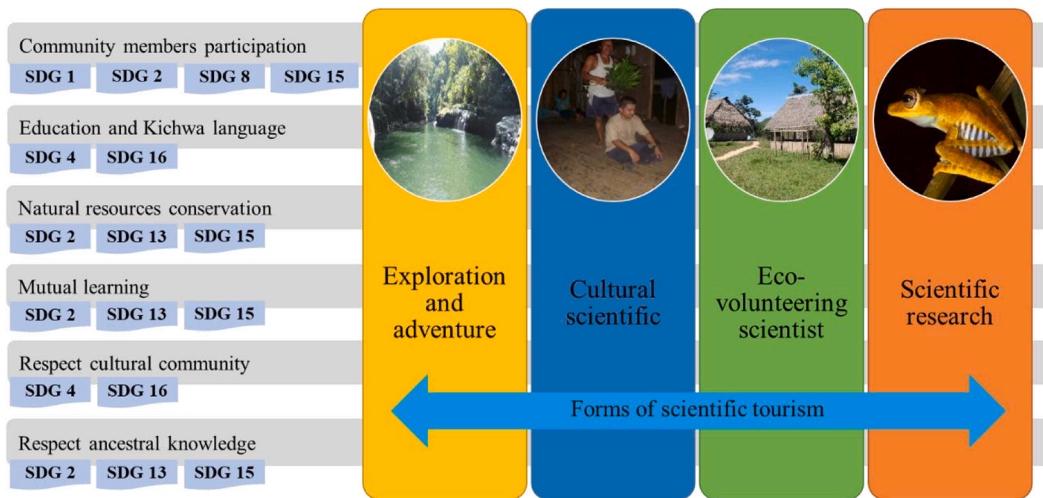 Community members participation
SDG 1 SDG 2 SDG 8 SDG 15
Education and Kichwa language
SDG 4 SDG 16
Natural resources conservation
SDG 2 SDG 13 SDG 15
Mutual learning
SDG 2 SDG 13 SDG 15
Respect cultural community
SDG 4 SDG 16
Respect ancestral knowledge
SDG 2 SDG 13 SDG 15
Exploration
and
adventure
Cultural
scientific
Eco-
volunteering
scientist
Scientific
research
Forms of scientific tourism